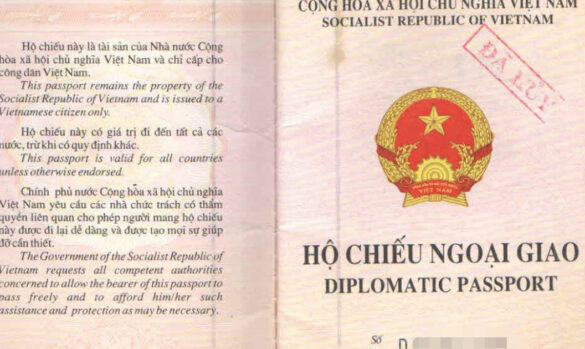 Hộ chiếu này là tài sản của Nhà nước Cộng
hòa xã hội chủ nghĩa Việt Nam và chỉ cấp cho
công dân Việt Nam.
This passport remains the property of the
Socialist Republic of Vietnam and is issued to a
Vietnamese citizen only.
Hộ chiếu này có giá trị đi đến tất cả các
nước, trừ khi có quy định khác.
This passport is valid for all countries
unless otherwise endorsed.
Chính phủ nước Cộng hòa xã hội chủ nghĩa
Việt Nam yêu cầu các nhà chức trách có thẩm
quyền liên quan cho phép người mang hộ chiếu
này được đi lại dễ dàng và được tạo mọi sự giúp
đỡ cần thiết.
The Government of the Socialist Republic of
Vietnam requests all competent authorities
concerned to allow the bearer of this passport to
pass freely and to afford him/her such
assistance and protection as may be necessary.
CỘNG HÒA XÃ HỘI CHỦ NGHĨA VIỆT NAM
SOCIALIST REPUBLIC OF VIETNAM
ĐÃ HỦY
VIỆT NAM
HỘ CHIẾU NGOẠI GIAO
DIPLOMATIC PASSPORT
Số D